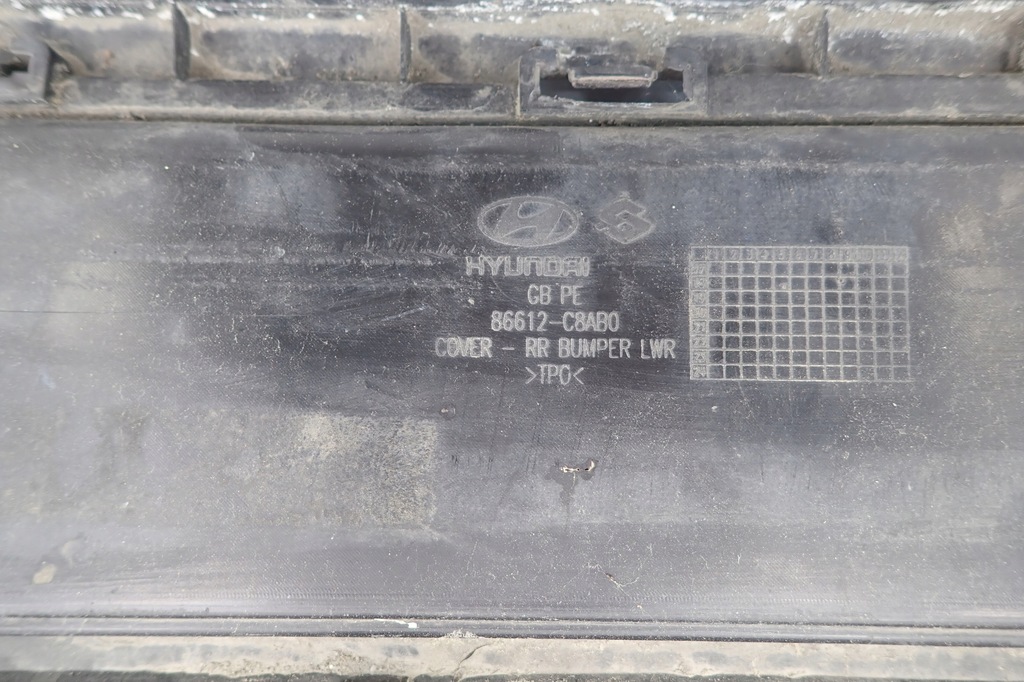 HYUNDAI
GB PE
86612-C8AB0
COVER - RR BUMPER LWR
>TPO<